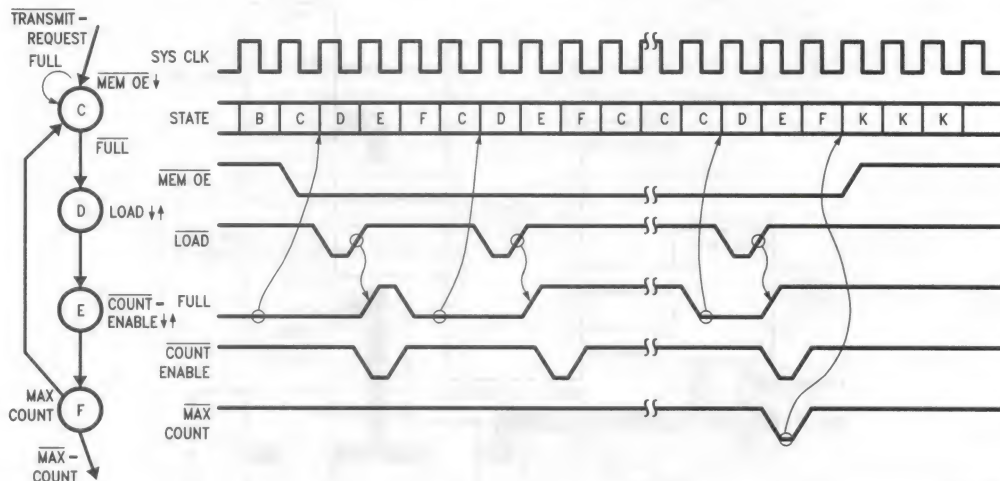 TRANSMIT-
REQUEST
FULL
MEM OE↓
C
FULL
D
LOAD ↓↑
E
COUNT-
ENABLE↓↑
MAX
COUNT
F
MAX-
COUNT
SYS CLK
STATE
B C D E F C D E F C C C D E F K K K
MEM OE
LOAD
FULL
COUNT
ENABLE
MAX
COUNT